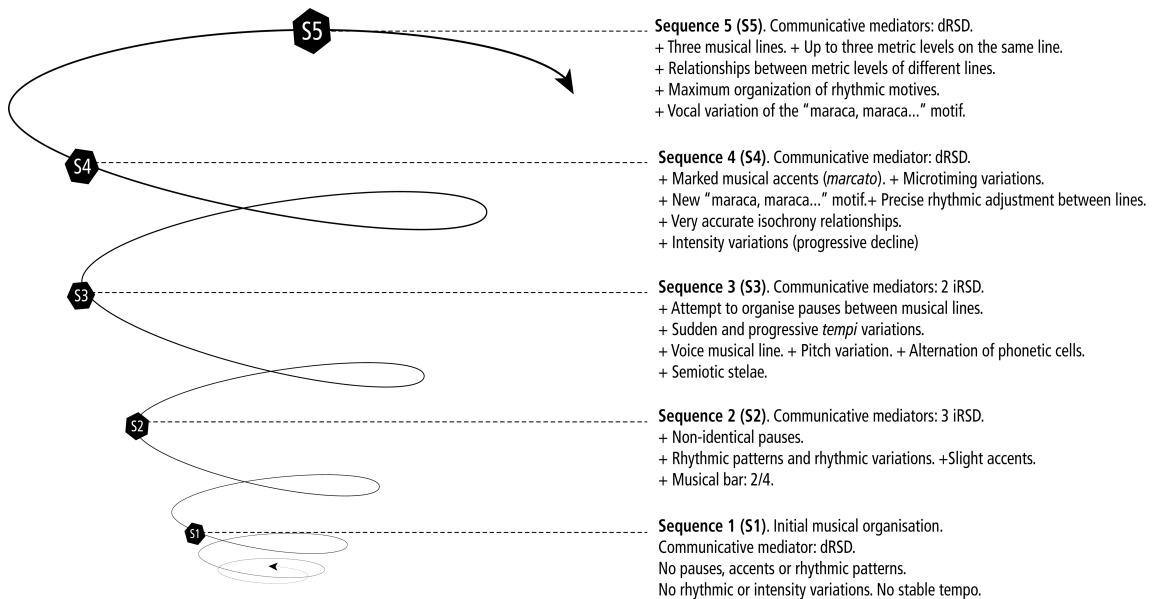 S5
Sequence 5 (S5). Communicative mediators: dRSD.
+ Three musical lines. + Up to three metric levels on the same line.
+ Relationships between metric levels of different lines.
+ Maximum organization of rhythmic motives.
+ Vocal variation of the “maraca, maraca...” motif.
S4
Sequence 4 (S4). Communicative mediator: dRSD.
+ Marked musical accents (marcato). + Microtiming variations.
+ New “maraca, maraca...” motif.+ Precise rhythmic adjustment between lines.
+ Very accurate isochrony relationships.
+ Intensity variations (progressive decline)
S3
Sequence 3 (S3). Communicative mediators: 2 iRSD.
+ Attempt to organise pauses between musical lines.
+ Sudden and progressive tempi variations.
+ Voice musical line. + Pitch variation. + Alternation of phonetic cells.
+ Semiotic stelae.
S2
Sequence 2 (S2). Communicative mediators: 3 iRSD.
+ Non-identical pauses.
+ Rhythmic patterns and rhythmic variations. +Slight accents.
+ Musical bar: 2/4.
S1
Sequence 1 (S1). Initial musical organisation.
Communicative mediator: dRSD.
No pauses, accents or rhythmic patterns.
No rhythmic or intensity variations. No stable tempo.